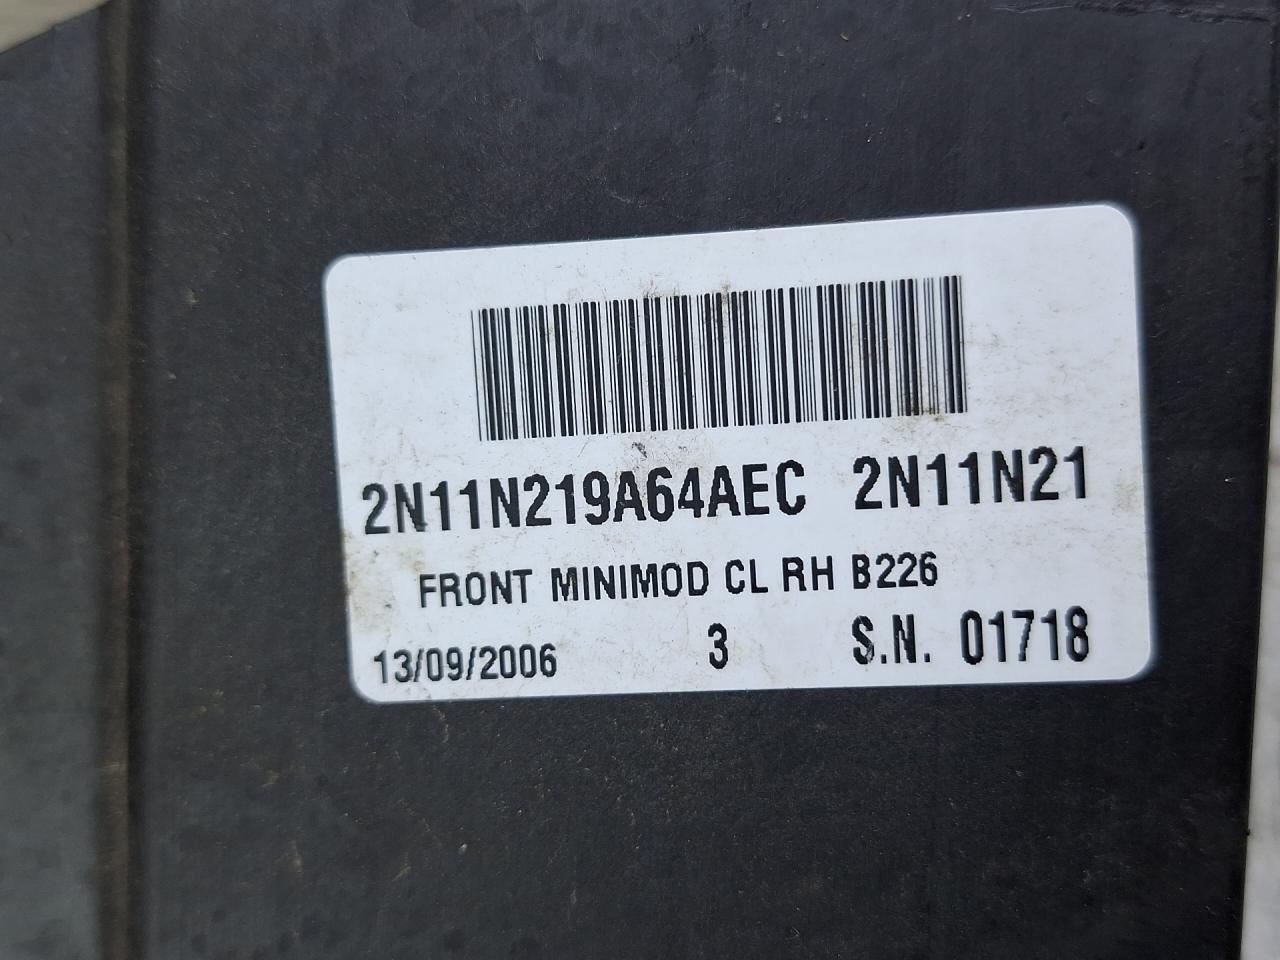 2N11N219A64AEC 2N11N21
FRONT MINIMOD CL RH B226
13/09/2006 3 S.N. 01718